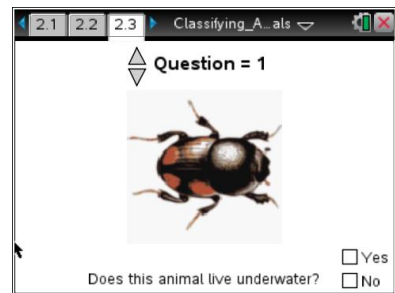 2.1 2.2 2.3 Classifying_A…als
Question = 1
Yes
Does this animal live underwater? No